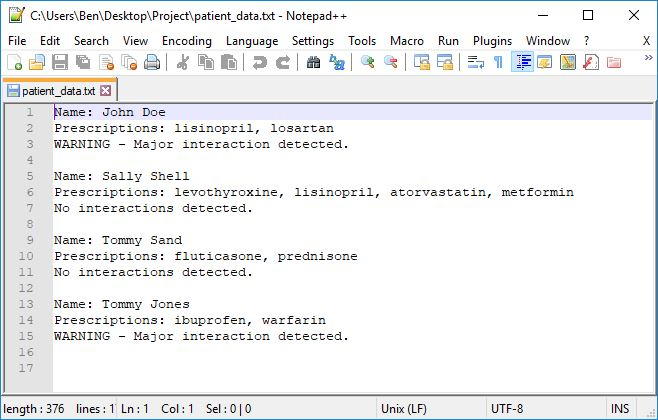 C:\Users\Ben\Desktop\Project\patient_data.txt - Notepad++
File Edit Search View Encoding Language Settings Tools Macro Run Plugins Window ? X
patient_data.txt
1 Name: John Doe
2 Prescriptions: lisinopril, losartan
3 WARNING - Major interaction detected.
4
5 Name: Sally Shell
6 Prescriptions: levothyroxine, lisinopril, atorvastatin, metformin
7 No interactions detected.
8
9 Name: Tommy Sand
10 Prescriptions: fluticasone, prednisone
11 No interactions detected.
12
13 Name: Tommy Jones
14 Prescriptions: ibuprofen, warfarin
15 WARNING - Major interaction detected.
16
17
length : 376 lines : 1 Ln : 1 Col : 1 Sel : 0 | 0 Unix (LF) UTF-8 INS